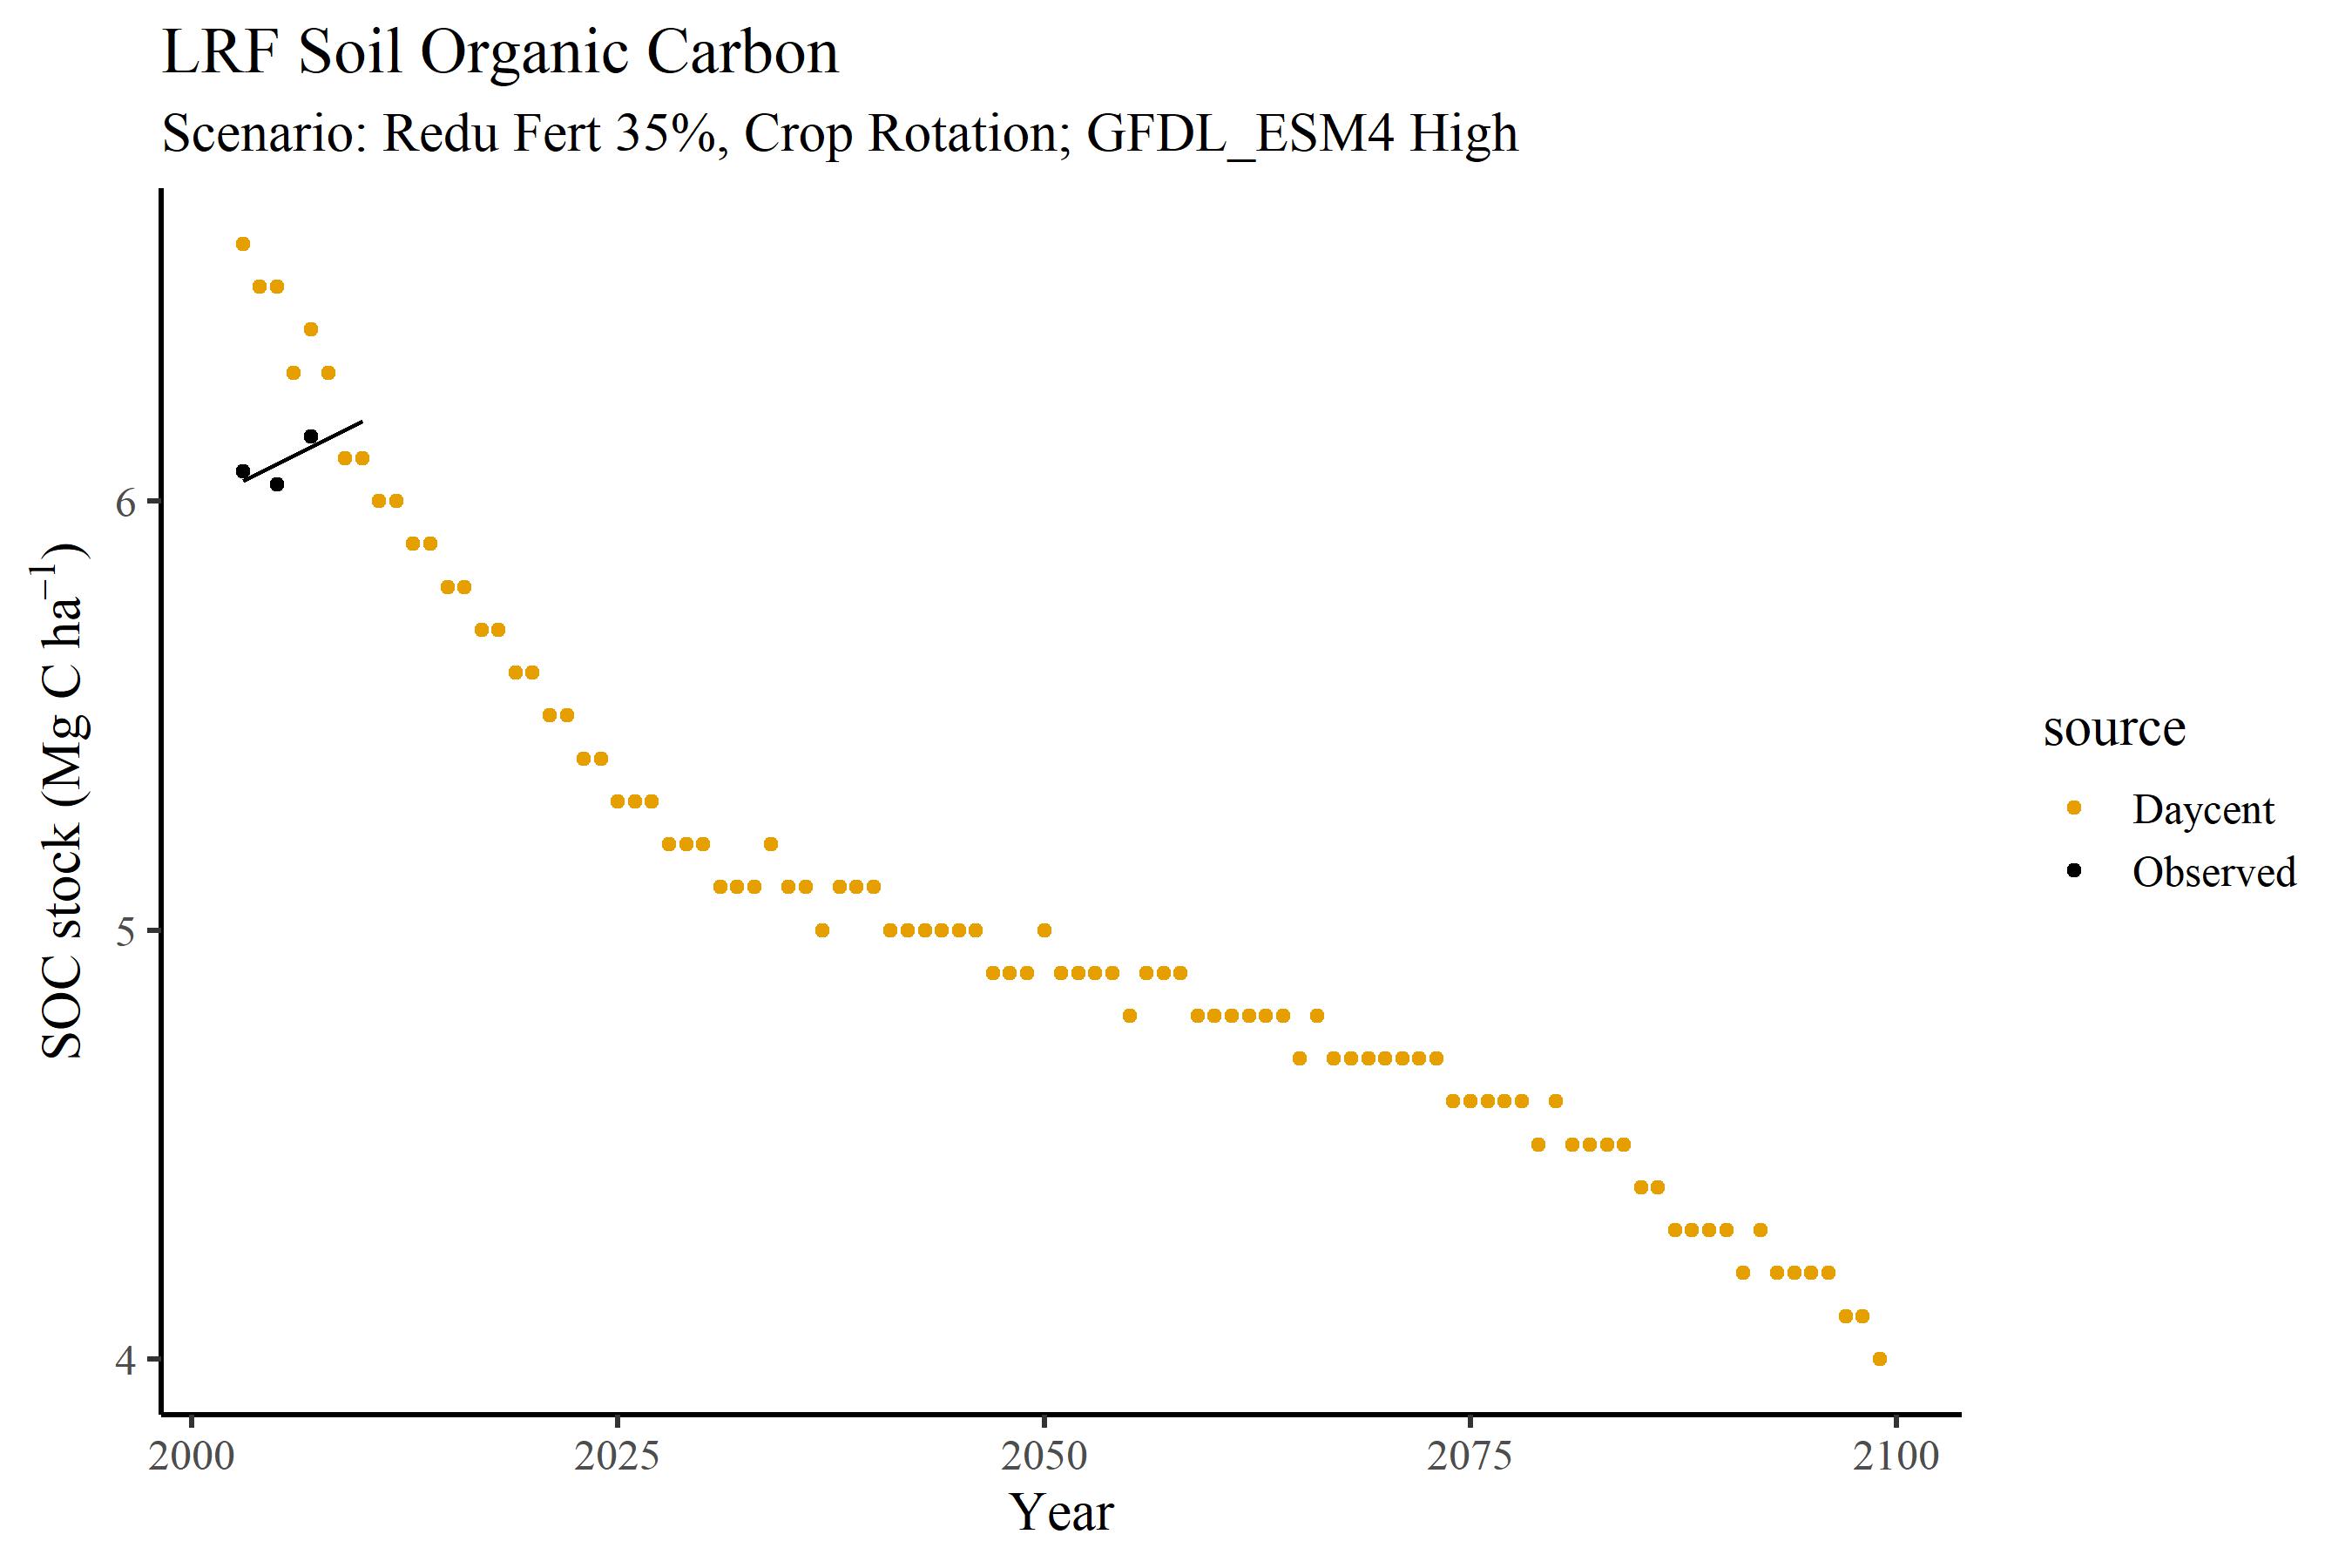 LRF Soil Organic Carbon
Scenario: Redu Fert 35%, Crop Rotation; GFDL_ESM4 High
SOC stock (Mg C ha⁻¹)
6
5
4
2000 2025 2050 2075 2100
Year
source
Daycent
Observed